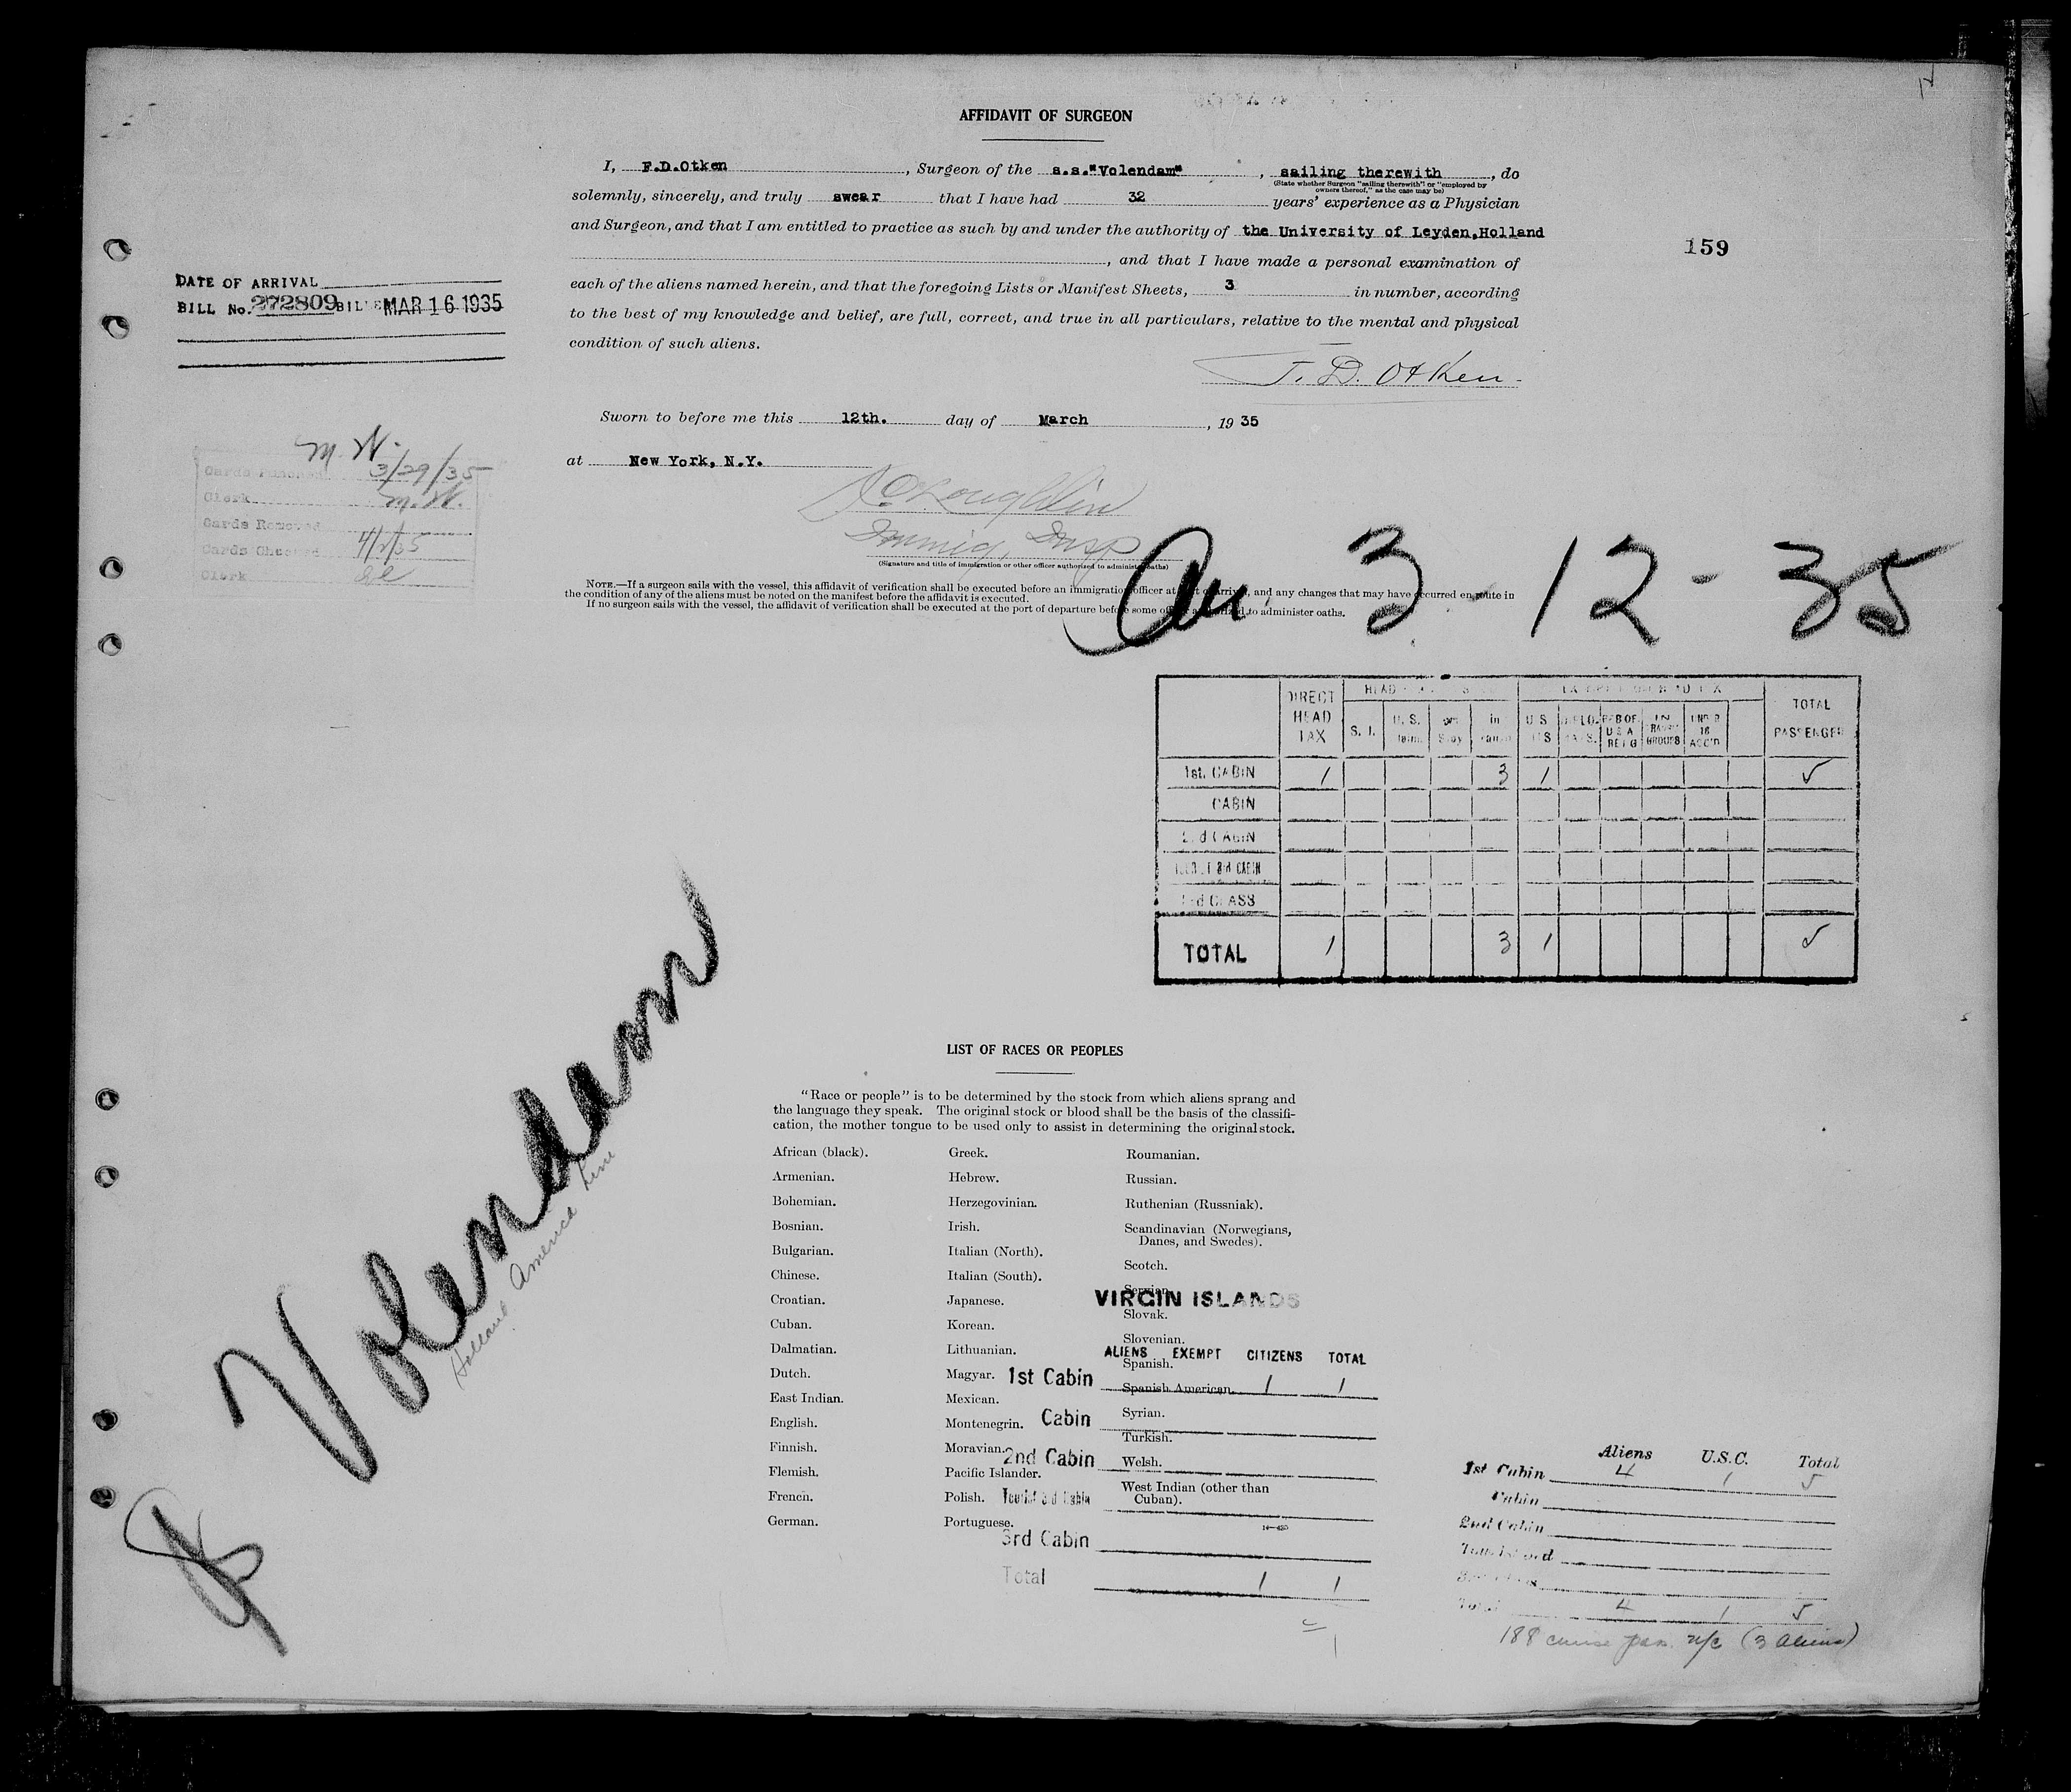 AFFIDAVIT OF SURGEON
I, F.D.Otken, Surgeon of the s.s."Volendam", sailing therewith, do
(State whether Surgeon "sailing therewith" or "employed by
owners thereof," as the case may be)
solemnly, sincerely, and truly swear that I have had 32 years' experience as a Physician
and Surgeon, and that I am entitled to practice as such by and under the authority of the University of Leyden,Holland
, and that I have made a personal examination of
each of the aliens named herein, and that the foregoing Lists or Manifest Sheets, 3 in number, according
to the best of my knowledge and belief, are full, correct, and true in all particulars, relative to the mental and physical
condition of such aliens.
159
DATE OF ARRIVAL
BILL No. 272809 MAR 16 1935
F. D. Otken
Sworn to before me this 12th. day of March, 19 35
at New York, N.Y.
Immig. Insp
(Signature and title of immigration or other officer authorized to administer oaths)
M. W.
3/29/35
Clerk M. W.
Cards Removed
Cards Checked 4/1/35
Clerk
NOTE.—If a surgeon sails with the vessel, this affidavit of verification shall be executed before an immigration officer at port of arrival, and any changes that may have occurred en route in
the condition of any of the aliens must be noted on the manifest before the affidavit is executed.
If no surgeon sails with the vessel, the affidavit of verification shall be executed at the port of departure before some officer authorized to administer oaths.
3-12-35
DIRECT HEAD TAX S. I. U. S. in U S UNDER 16 ACC'D TOTAL PASSENGER
1st. CABIN 1 3 1 5
CABIN
2nd CABIN
3rd CABIN
3rd CLASS
TOTAL 1 3 1 5
Volendam
Holland America Line
LIST OF RACES OR PEOPLES
"Race or people" is to be determined by the stock from which aliens sprang and
the language they speak. The original stock or blood shall be the basis of the classifi-
cation, the mother tongue to be used only to assist in determining the original stock.
African (black).
Armenian.
Bohemian.
Bosnian.
Bulgarian.
Chinese.
Croatian.
Cuban.
Dalmatian.
Dutch.
East Indian.
English.
Finnish.
Flemish.
French.
German.
Greek.
Hebrew.
Herzegovinian.
Irish.
Italian (North).
Italian (South).
Japanese.
Korean.
Lithuanian.
Magyar.
Mexican.
Montenegrin.
Moravian.
Pacific Islander.
Polish.
Portuguese.
Roumanian.
Russian.
Ruthenian (Russniak).
Scandinavian (Norwegians,
Danes, and Swedes).
Scotch.
Servian.
Slovak.
Slovenian.
Spanish.
Spanish American.
Syrian.
Turkish.
Welsh.
West Indian (other than
Cuban).
VIRGIN ISLANDS
ALIENS EXEMPT CITIZENS TOTAL
1st Cabin 1 1
Cabin
2nd Cabin
Tourist 3rd Cabin
3rd Cabin
Total 1 1
Aliens U.S.C. Total
1st Cabin 4 1 5
Cabin
2nd Cabin
Total 4 1 5
188 cruise pas. n/c (3 aliens)